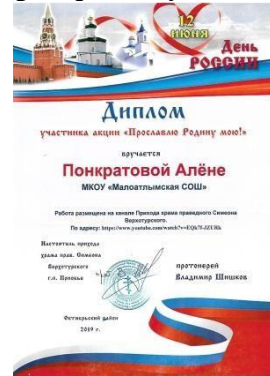 12
ИЮНЯ
День
РОССИИ
ДИПЛОМ
участника акции «Прославлю Родину мою!»
вручается
Понкратовой Алёне
МКОУ «Малоатлымская СОШ»
Работа размещена на канале Прихода храма праведного Симеона
Верхотурского.
По адресу: https://www.youtube.com/watch?v=
Настоятель прихода
храма прав. Симеона
Верхотурского
г.п. Приобье
протоиерей
Владимир Шишков
Октябрьский район
2019 г.